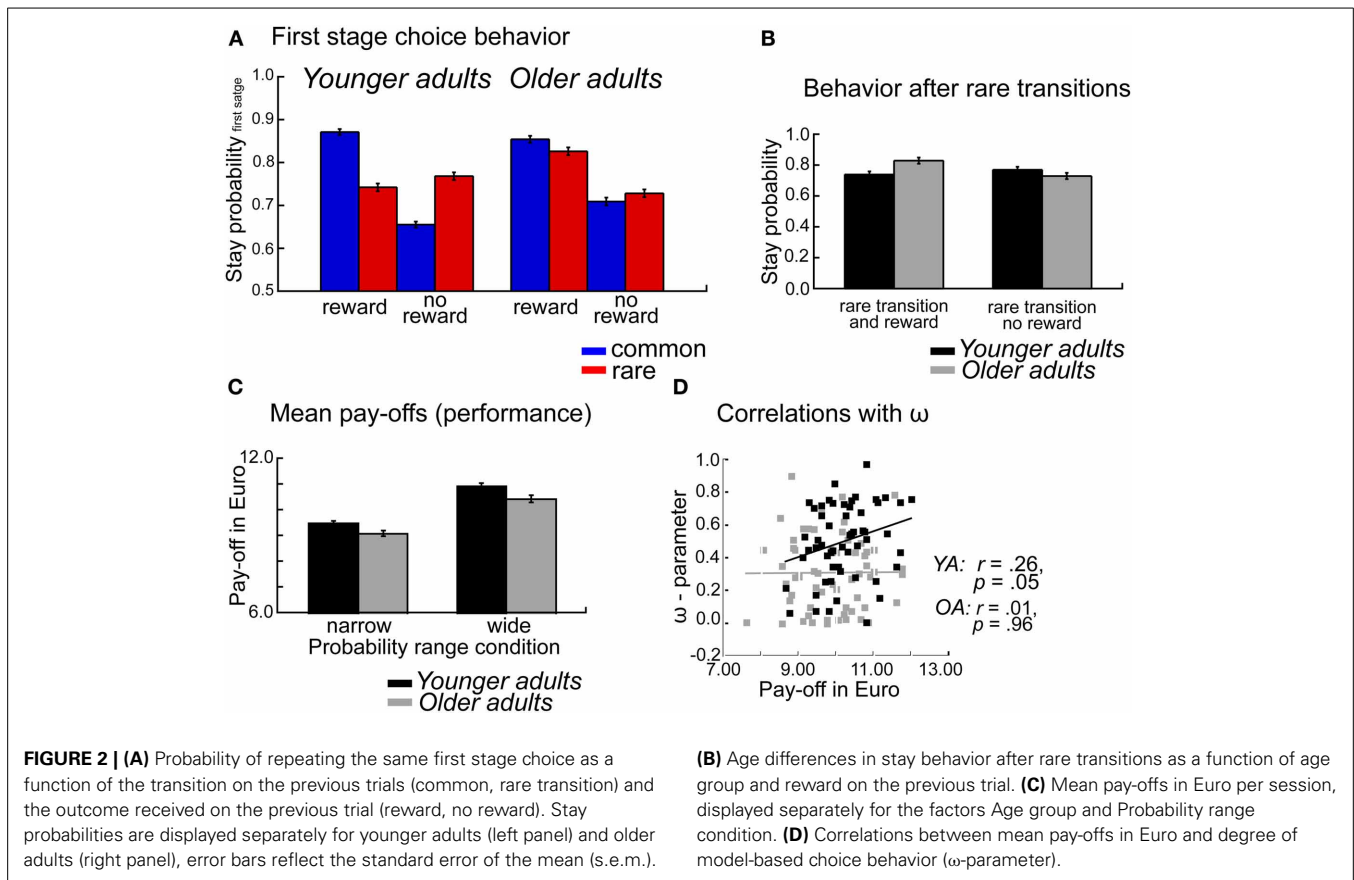 A First stage choice behavior
Younger adults Older adults
Stay probability first satge
1.0
0.9
0.8
0.7
0.6
0.5
reward
no
reward
reward
no
reward
common
rare
B
Behavior after rare transitions
Stay probability
1.0
0.8
0.6
0.4
0.2
0.0
rare transition
and reward
rare transition
no reward
Younger adults
Older adults
C
Mean pay-offs (performance)
Pay-off in Euro
12.0
6.0
narrow
wide
Probability range condition
Younger adults
Older adults
D
Correlations with ω
ω - parameter
1.0
0.8
0.6
0.4
0.2
0.0
-0.2
7.00 9.00 11.00 13.00
Pay-off in Euro
YA: r = .26,
p = .05
OA: r = .01,
p = .96
FIGURE 2 | (A) Probability of repeating the same first stage choice as a
function of the transition on the previous trials (common, rare transition) and
the outcome received on the previous trial (reward, no reward). Stay
probabilities are displayed separately for younger adults (left panel) and older
adults (right panel), error bars reflect the standard error of the mean (s.e.m.).
(B) Age differences in stay behavior after rare transitions as a function of age
group and reward on the previous trial. (C) Mean pay-offs in Euro per session,
displayed separately for the factors Age group and Probability range
condition. (D) Correlations between mean pay-offs in Euro and degree of
model-based choice behavior (ω-parameter).